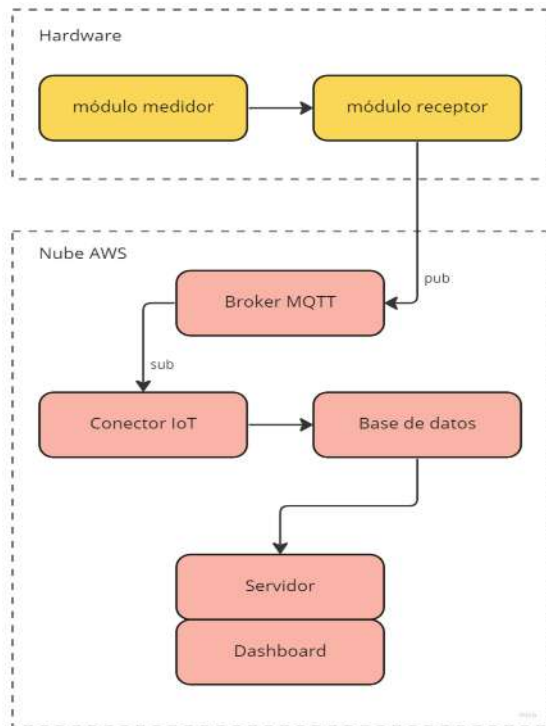 Hardware
módulo medidor
módulo receptor
Nube AWS
Broker MQTT
pub
sub
Conector IoT
Base de datos
Servidor
Dashboard